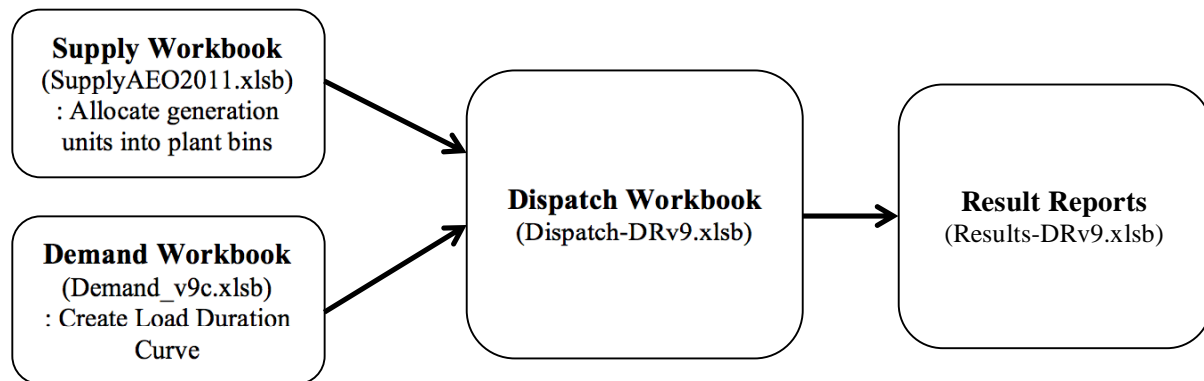 Supply Workbook
(SupplyAEO2011.xlsb)
: Allocate generation
units into plant bins
Demand Workbook
(Demand_v9c.xlsb)
: Create Load Duration
Curve
Dispatch Workbook
(Dispatch-DRv9.xlsb)
Result Reports
(Results-DRv9.xlsb)